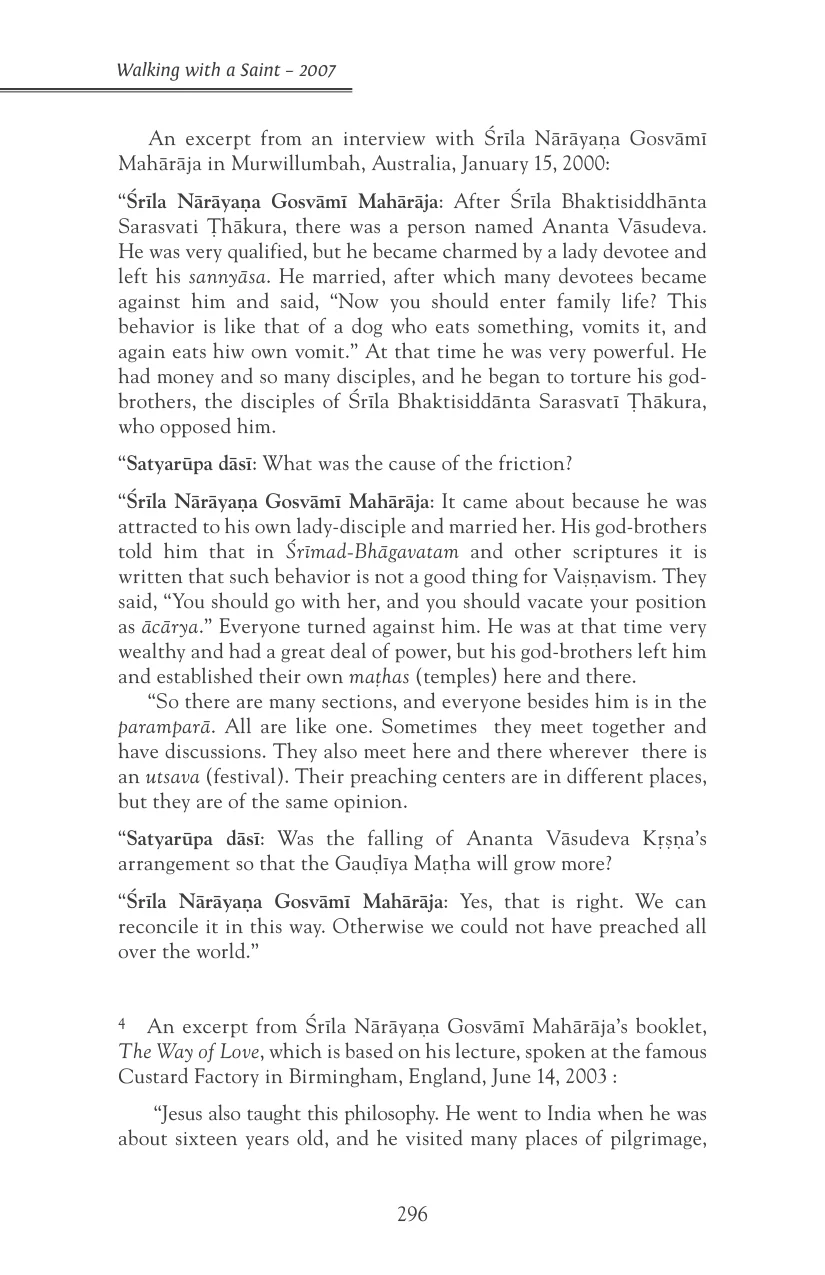 Walking with a Saint – 2007
An excerpt from an interview with Śrīla Nārāyaṇa Gosvāmī
Mahārāja in Murwillumbah, Australia, January 15, 2000:
“Śrīla Nārāyaṇa Gosvāmī Mahārāja: After Śrīla Bhaktisiddhānta
Sarasvati Ṭhākura, there was a person named Ananta Vāsudeva.
He was very qualified, but he became charmed by a lady devotee and
left his sannyāsa. He married, after which many devotees became
against him and said, “Now you should enter family life? This
behavior is like that of a dog who eats something, vomits it, and
again eats hiw own vomit.” At that time he was very powerful. He
had money and so many disciples, and he began to torture his god-
brothers, the disciples of Śrīla Bhaktisiddānta Sarasvatī Ṭhākura,
who opposed him.
“Satyarūpa dāsī: What was the cause of the friction?
“Śrīla Nārāyaṇa Gosvāmī Mahārāja: It came about because he was
attracted to his own lady-disciple and married her. His god-brothers
told him that in Śrīmad-Bhāgavatam and other scriptures it is
written that such behavior is not a good thing for Vaiṣṇavism. They
said, “You should go with her, and you should vacate your position
as ācārya.” Everyone turned against him. He was at that time very
wealthy and had a great deal of power, but his god-brothers left him
and established their own maṭhas (temples) here and there.
“So there are many sections, and everyone besides him is in the
paramparā. All are like one. Sometimes they meet together and
have discussions. They also meet here and there wherever there is
an utsava (festival). Their preaching centers are in different places,
but they are of the same opinion.
“Satyarūpa dāsī: Was the falling of Ananta Vāsudeva Kṛṣṇa’s
arrangement so that the Gauḍīya Maṭha will grow more?
“Śrīla Nārāyaṇa Gosvāmī Mahārāja: Yes, that is right. We can
reconcile it in this way. Otherwise we could not have preached all
over the world.”
4 An excerpt from Śrīla Nārāyaṇa Gosvāmī Mahārāja’s booklet,
The Way of Love, which is based on his lecture, spoken at the famous
Custard Factory in Birmingham, England, June 14, 2003 :
“Jesus also taught this philosophy. He went to India when he was
about sixteen years old, and he visited many places of pilgrimage,
296